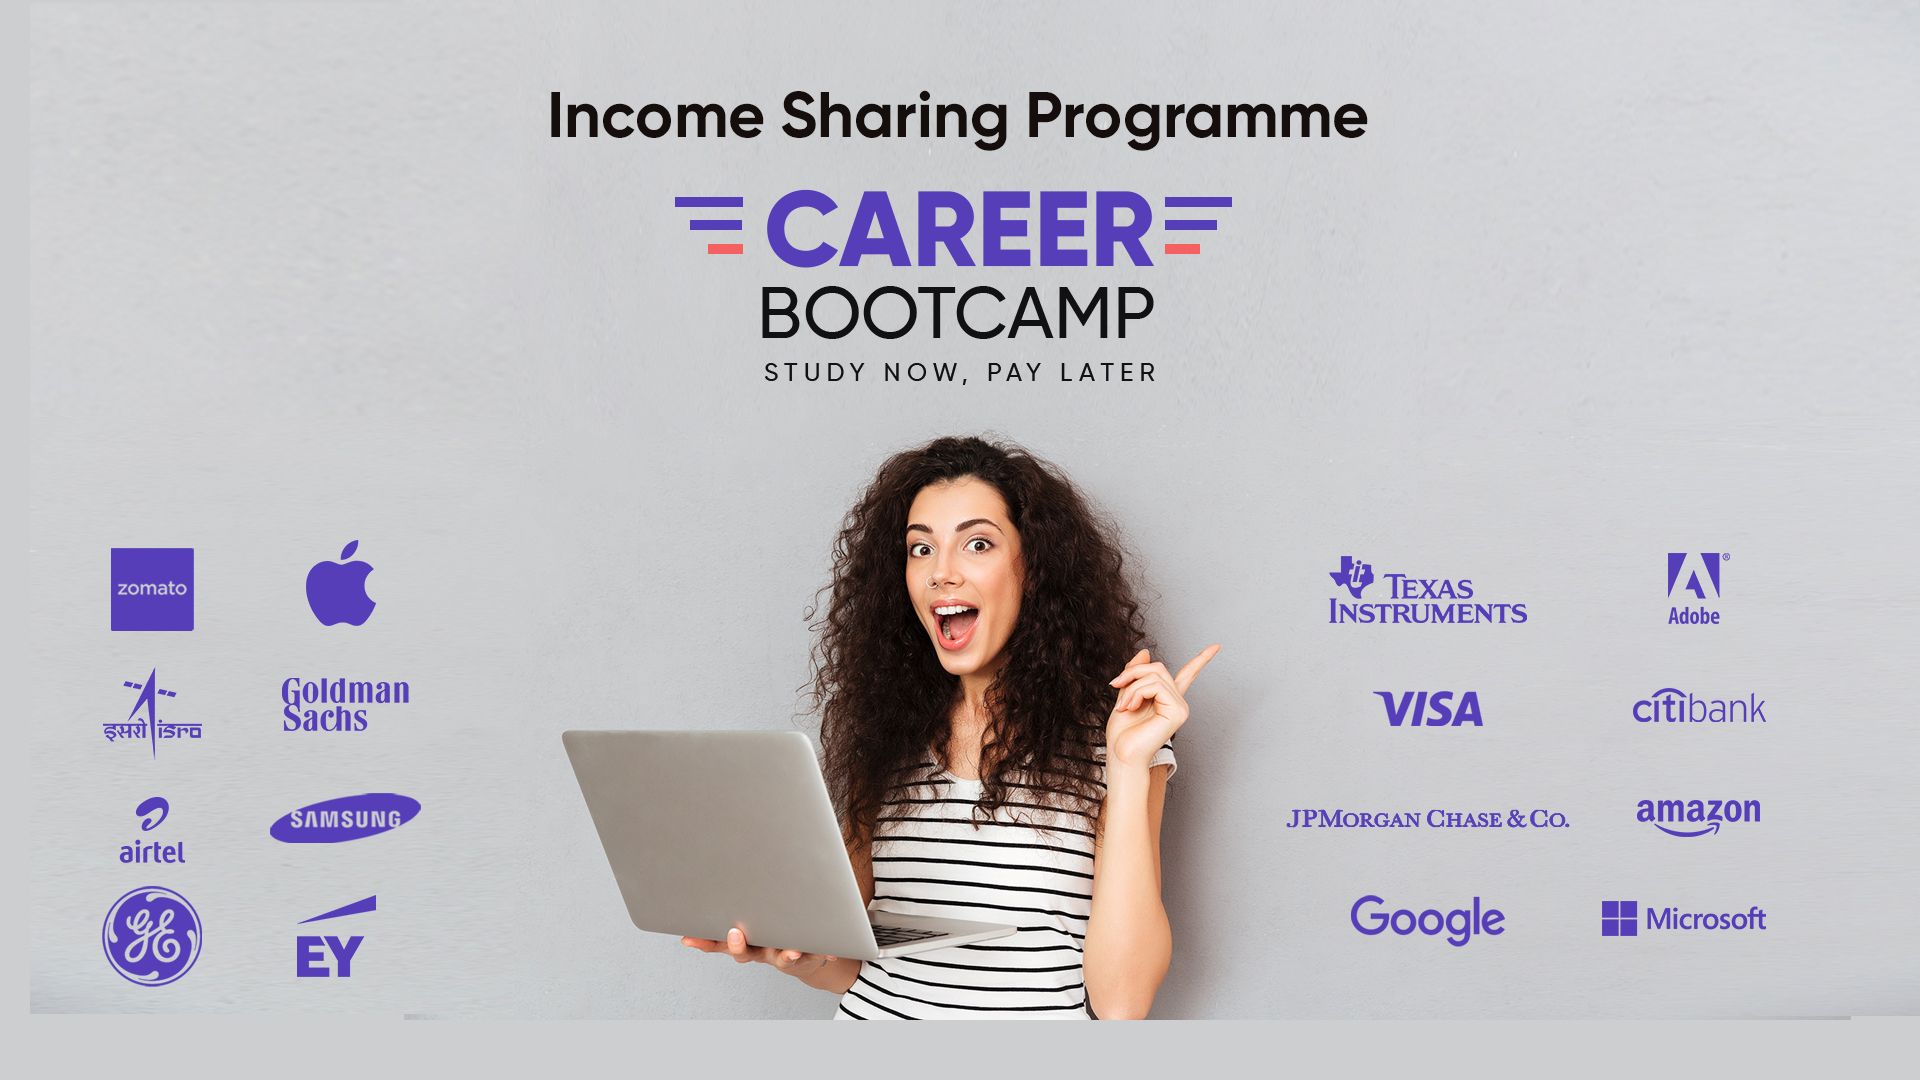 Income Sharing Programme
CAREER
BOOTCAMP
STUDY NOW, PAY LATER
zomato
इसरो isro
Goldman
Sachs
airtel
SAMSUNG
GE
EY
TEXAS
INSTRUMENTS
Adobe
VISA
citibank
JPMORGAN CHASE & CO.
amazon
Google
Microsoft